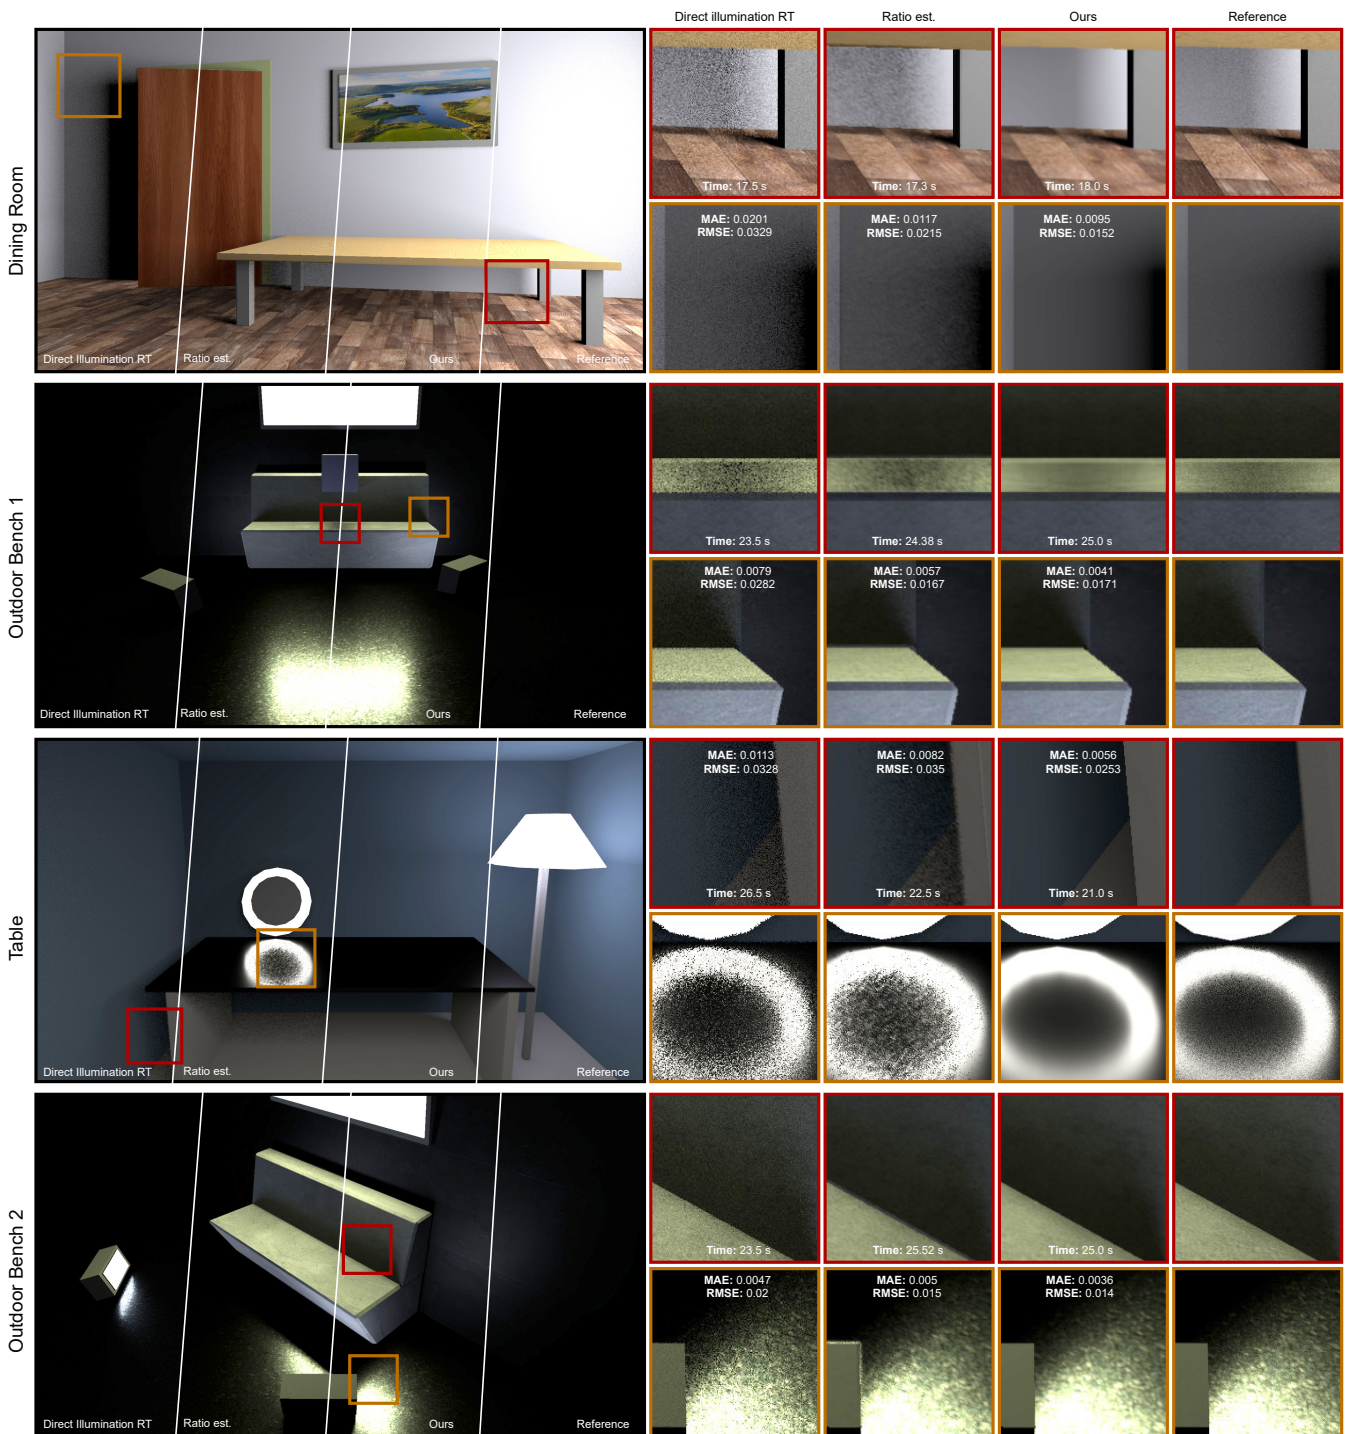 Direct illumination RT
Ratio est.
Ours
Reference
Dining Room
Direct Illumination RT
Ratio est.
Ours
Reference
Time: 17.5 s
Time: 17.3 s
Time: 18.0 s
MAE: 0.0201
RMSE: 0.0329
MAE: 0.0117
RMSE: 0.0215
MAE: 0.0095
RMSE: 0.0152
Outdoor Bench 1
Direct Illumination RT
Ratio est.
Ours
Reference
Time: 23.5 s
Time: 24.38 s
Time: 25.0 s
MAE: 0.0079
RMSE: 0.0282
MAE: 0.0057
RMSE: 0.0167
MAE: 0.0041
RMSE: 0.0171
Table
Direct Illumination RT
Ratio est.
Ours
Reference
MAE: 0.0113
RMSE: 0.0328
MAE: 0.0082
RMSE: 0.035
MAE: 0.0056
RMSE: 0.0253
Time: 26.5 s
Time: 22.5 s
Time: 21.0 s
Outdoor Bench 2
Direct Illumination RT
Ratio est.
Ours
Reference
Time: 23.5 s
Time: 25.52 s
Time: 25.0 s
MAE: 0.0047
RMSE: 0.02
MAE: 0.005
RMSE: 0.015
MAE: 0.0036
RMSE: 0.014